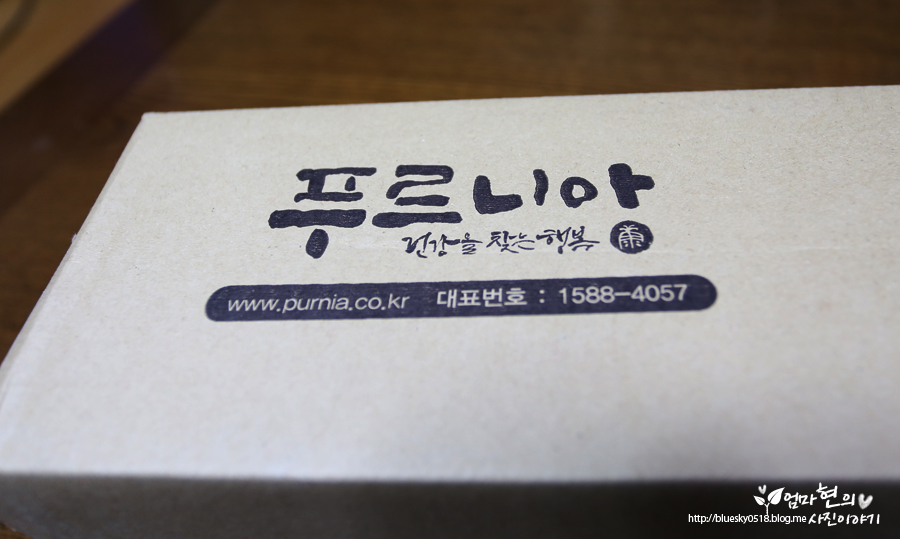 푸르니아
건강을 찾는 행복 康
www.purnia.co.kr 대표번호 : 1588-4057
엄마현의
http://bluesky0518.blog.me 사진이야기